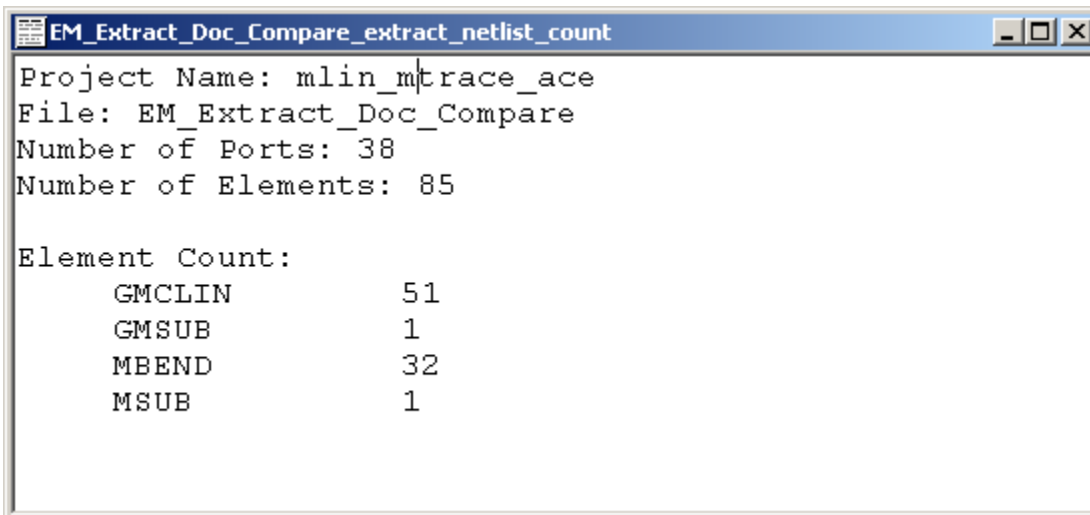 EM_Extract_Doc_Compare_extract_netlist_count
Project Name: mlin_mtrace_ace
File: EM_Extract_Doc_Compare
Number of Ports: 38
Number of Elements: 85
Element Count:
GMCLIN 51
GMSUB 1
MBEND 32
MSUB 1